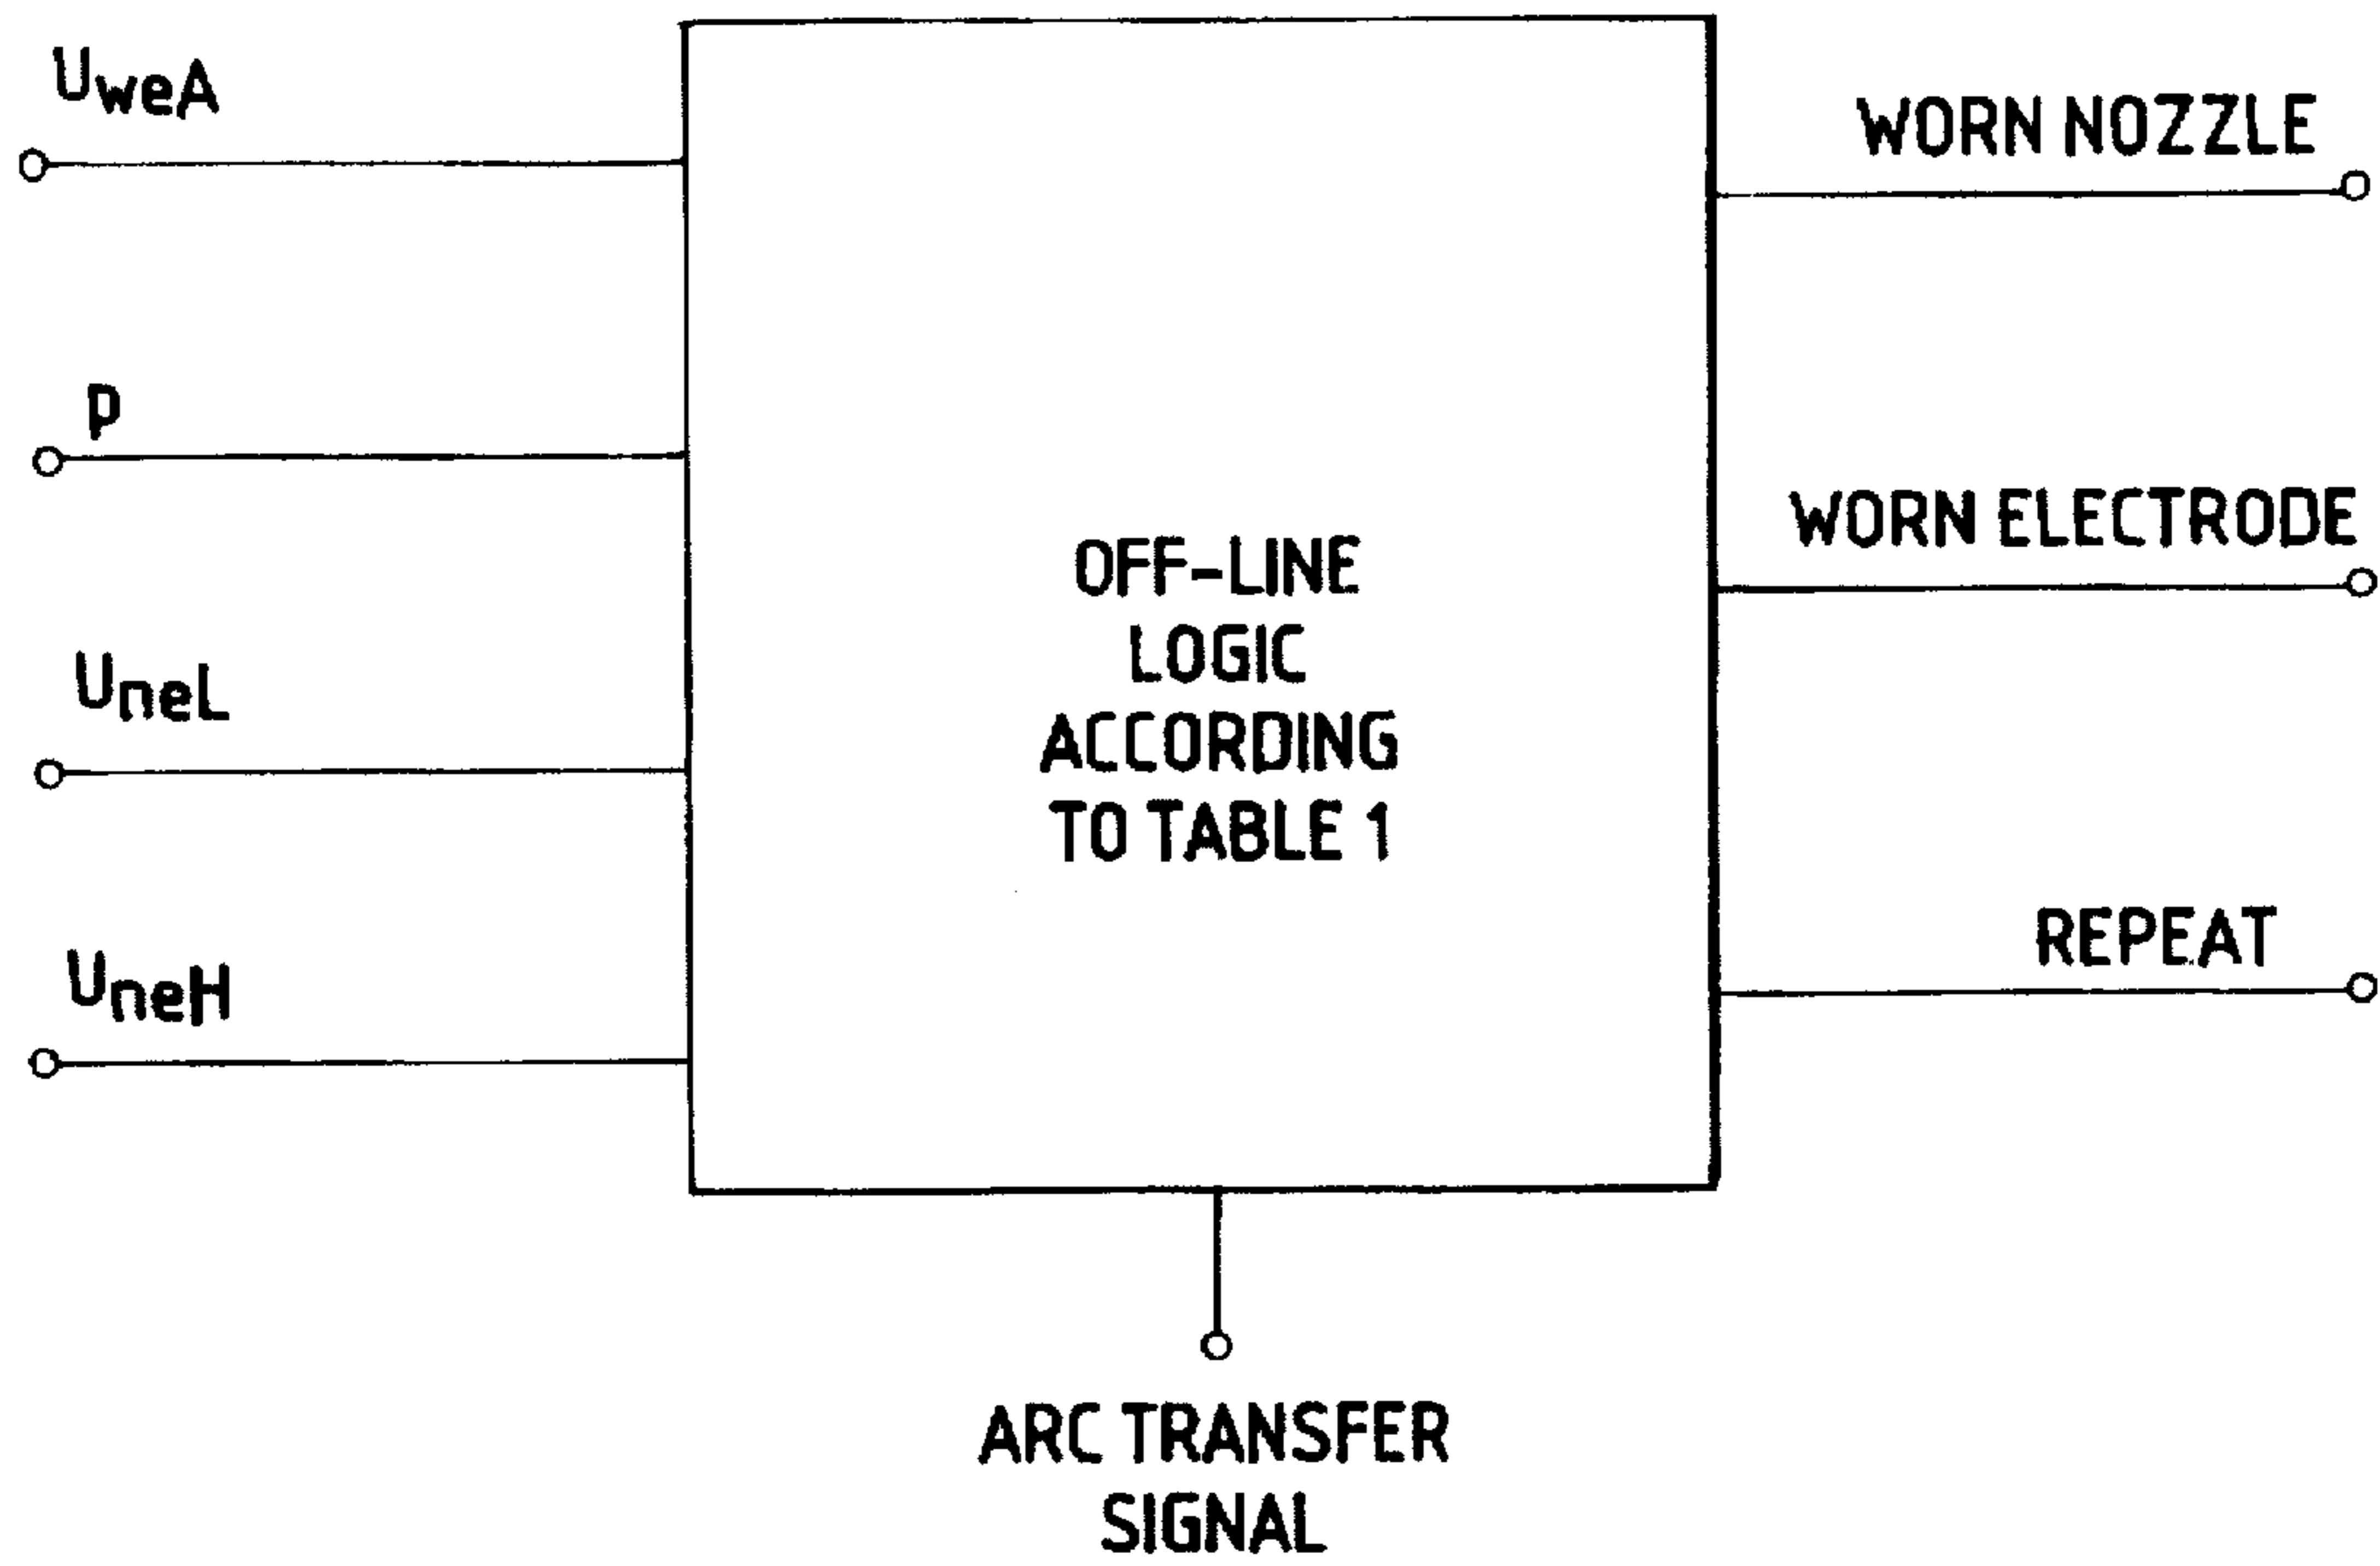 UweA
P
UneL
UneH
OFF-LINE
LOGIC
ACCORDING
TO TABLE 1
WORN NOZZLE
WORN ELECTRODE
REPEAT
ARC TRANSFER
SIGNAL